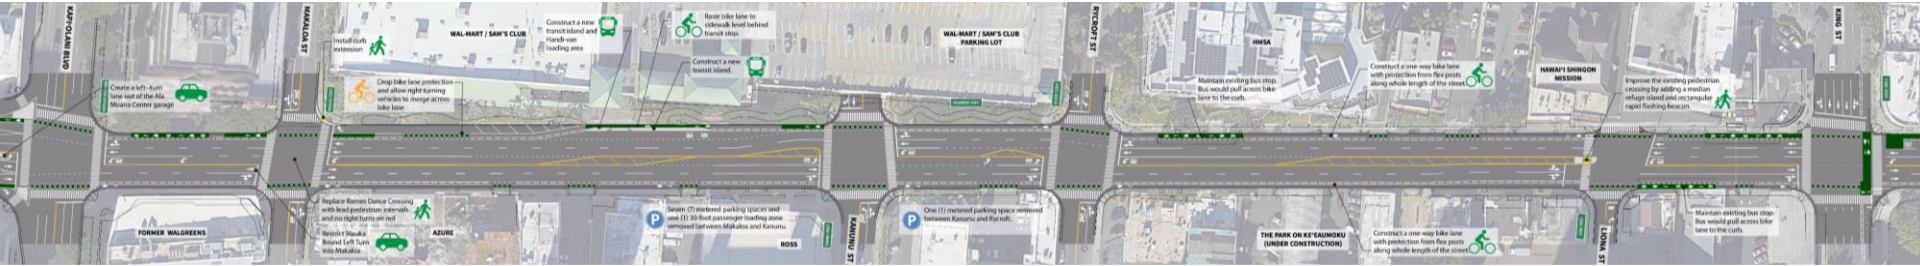 KAPI'OLANI BLVD
Create a left-turn
lane out of the Ala
Moana Center garage
FORMER WALGREENS
MAKALOA ST
Install curb
extension
Drop bike lane protection
and allow right turning
vehicles to merge across
bike lane
Replace Barnes Dance Crossing
with lead pedestrian intervals
and no right turns on red
Restrict Mauka
Bound Left Turn
into Makaloa
AZURE
WAL-MART / SAM'S CLUB
Construct a new
transit island and
Handi-van
loading area
Raise bike lane to
sidewalk level behind
transit stop.
Construct a new
transit island.
P
Seven (7) metered parking spaces and
one (1) 30-foot passenger loading zone
removed between Makaloa and Kanunu.
ROSS
KANUNU ST
WAL-MART / SAM'S CLUB
PARKING LOT
P
One (1) metered parking space removed
between Kanunu and Rycroft.
RYCROFT ST
HMSA
Maintain existing bus stop.
Bus would pull across bike
lane to the curb.
Construct a one-way bike lane
with protection from flex posts
along whole length of the street.
THE PARK ON KE'EAUMOKU
(UNDER CONSTRUCTION)
Construct a one-way bike lane
with protection from flex posts
along whole length of the street.
HAWAI'I SHINGON
MISSION
LIONA ST
Improve the existing pedestrian
crossing by adding a median
refuge island and rectangular
rapid flashing beacon.
Maintain existing bus stop.
Bus would pull across bike
lane to the curb.
KING ST